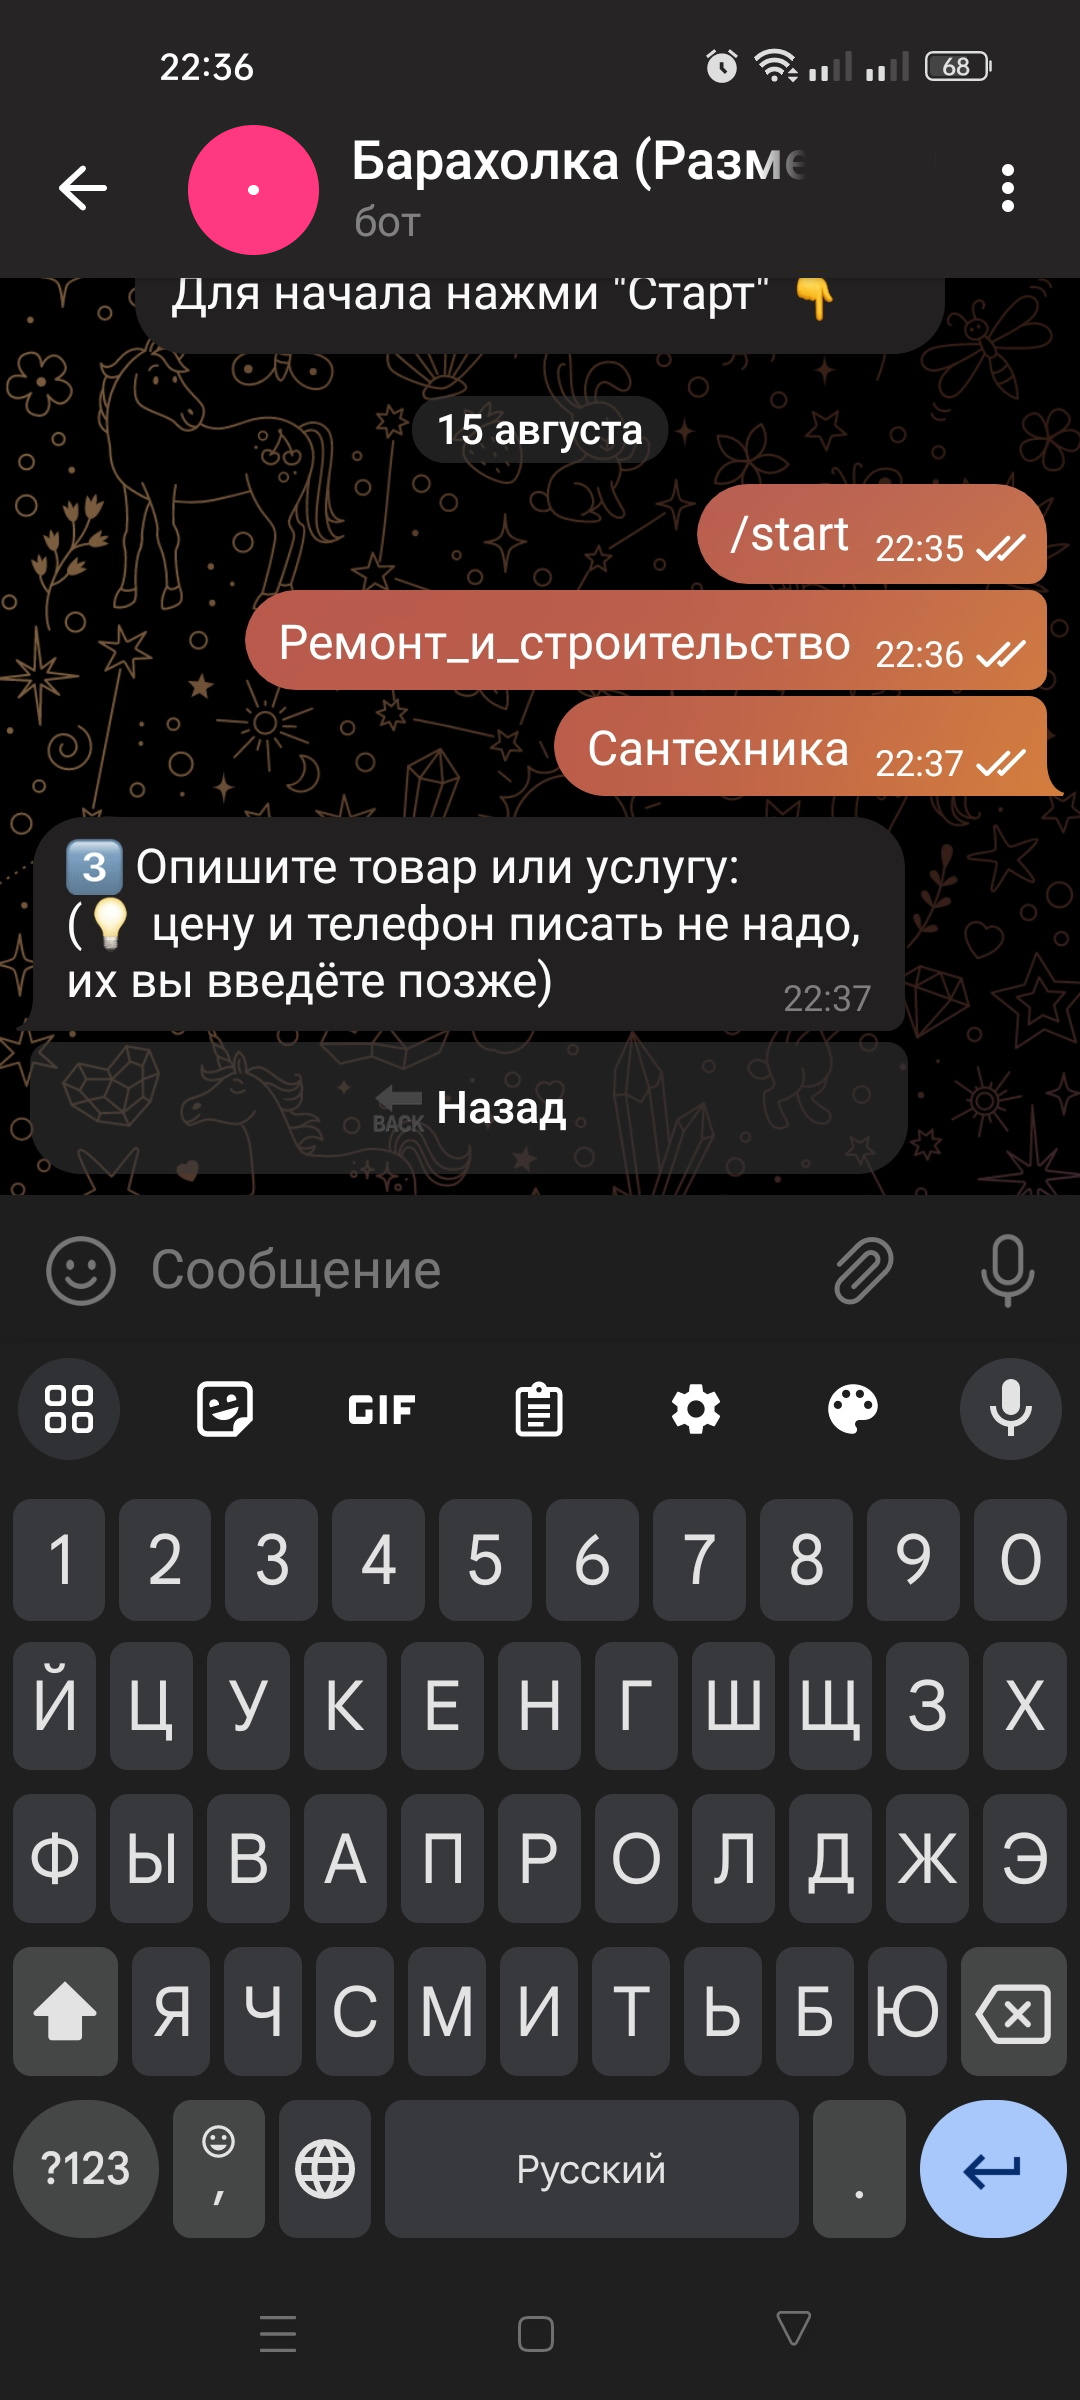 22:36
68
Барахолка (Разме
бот
Для начала нажми "Старт" 👇
15 августа
/start 22:35
Ремонт_и_строительство 22:36
Сантехника 22:37
3️⃣ Опишите товар или услугу:
(💡 цену и телефон писать не надо,
их вы введёте позже)
22:37
BACK Назад
Сообщение
GIF
1 2 3 4 5 6 7 8 9 0
Й Ц У К Е Н Г Ш Щ З Х
Ф Ы В А П Р О Л Д Ж Э
Я Ч С М И Т Ь Б Ю
?123 , Русский .